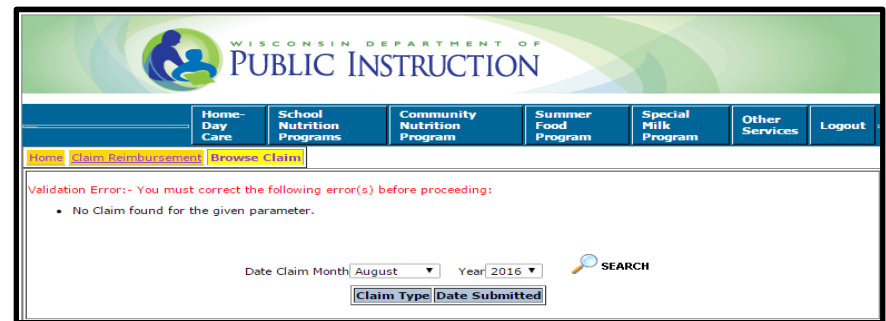 WISCONSIN DEPARTMENT OF
PUBLIC INSTRUCTION
Home-Day Care School Nutrition Programs Community Nutrition Program Summer Food Program Special Milk Program Other Services Logout
Home Claim Reimbursement Browse Claim
Validation Error:- You must correct the following error(s) before proceeding:
• No Claim found for the given parameter.
Date Claim Month August Year 2016 SEARCH
Claim Type Date Submitted